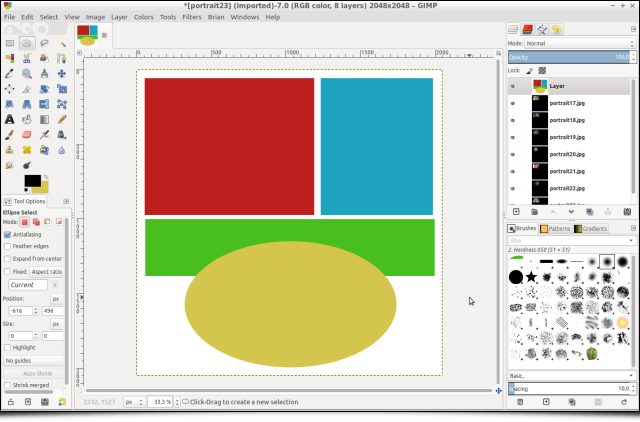 *[portrait23] (imported)-7.0 (RGB color, 8 layers) 2048x2048 – GIMP
File Edit Select View Image Layer Colors Tools Filters Brian Windows Help
0 500 1000 1500 2000
Mode: Normal
Opacity 100,0
Lock:
Layer
portrait17.jpg
portrait18.jpg
portrait19.jpg
portrait20.jpg
portrait21.jpg
portrait22.jpg
Tool Options
Ellipse Select
Mode:
Antialiasing
Feather edges
Expand from center
Fixed: Aspect ratio
Current
Position: px
-616 496
Size: px
0 0
Highlight
No guides
Auto Shrink
Shrink merged
Brushes Patterns Gradients
filter
2. Hardness 050 (51 × 51)
Basic,
Spacing 10,0
2232, 1527 px 33,3 % Click-Drag to create a new selection